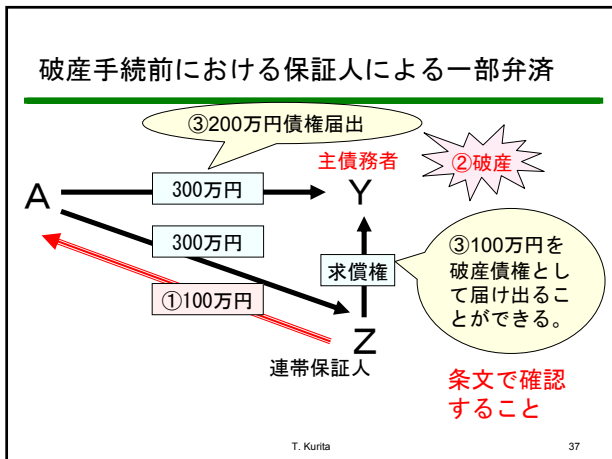 破産手続前における保証人による一部弁済
③200万円債権届出
主債務者
②破産
A
300万円
Y
300万円
①100万円
求償権
③100万円を
破産債権とし
て届け出るこ
とができる。
Z
連帯保証人
条文で確認
すること
T. Kurita
37